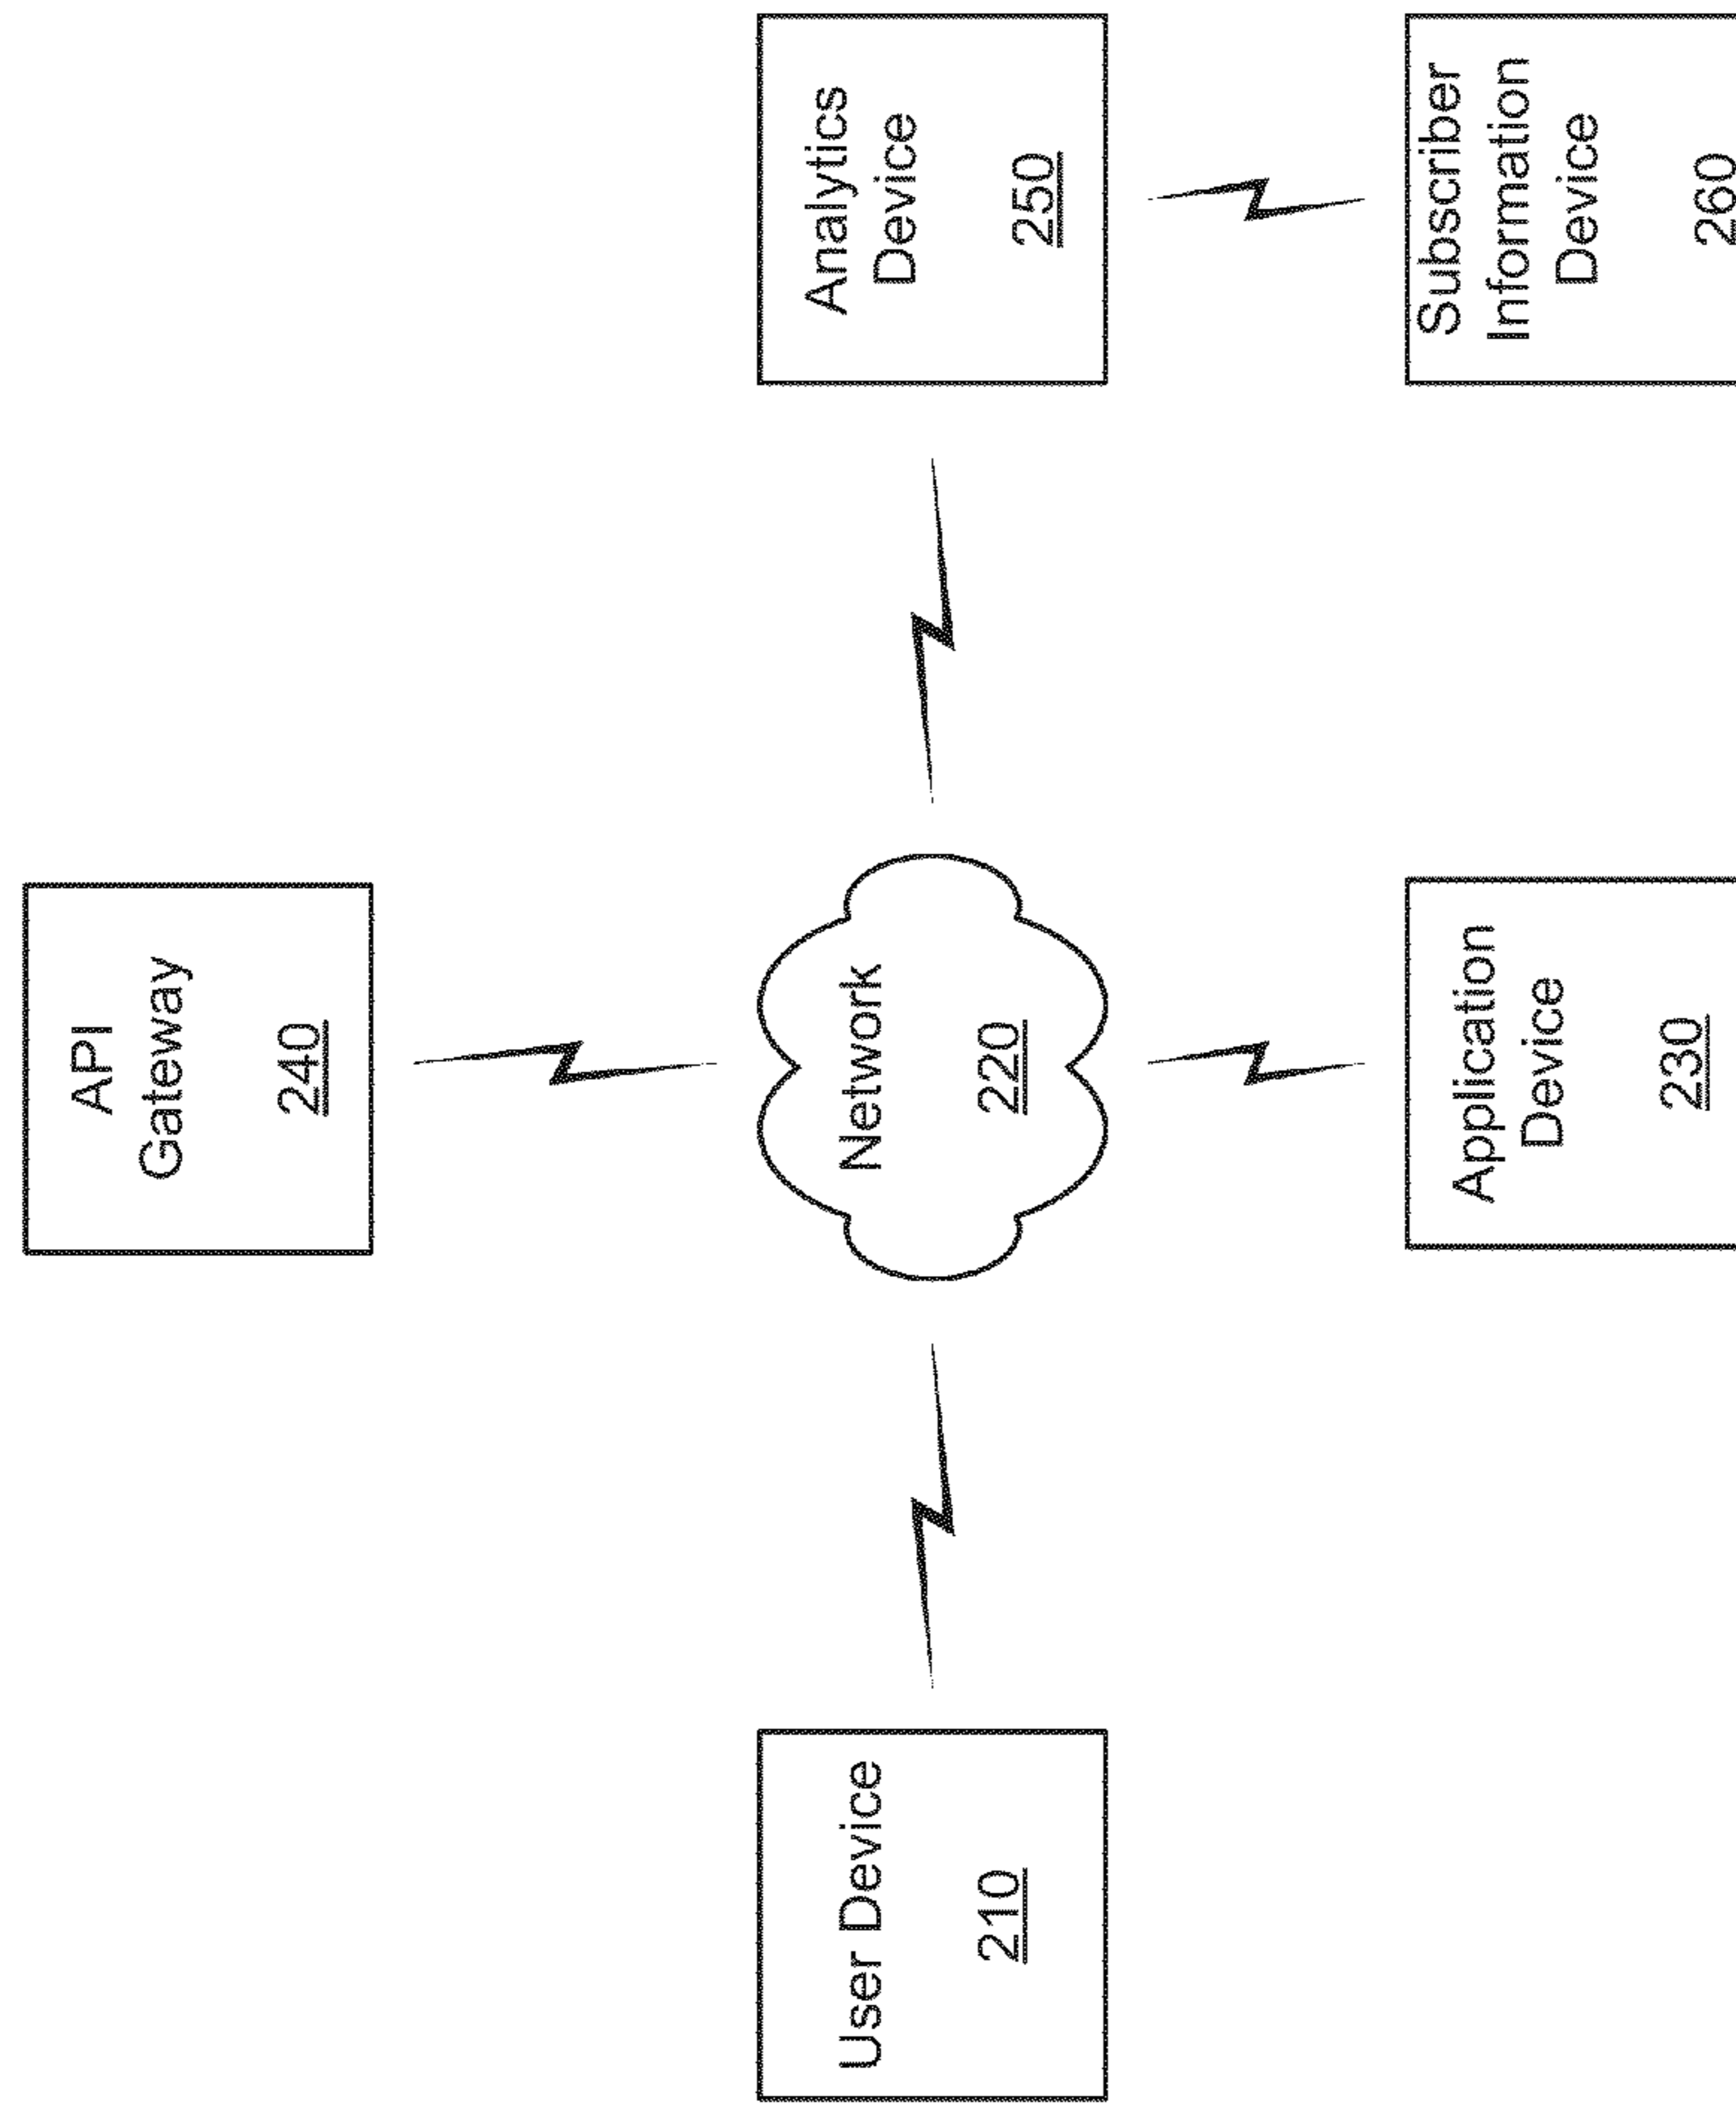 API
Gateway
240
User Device
210
Network
220
Analytics
Device
250
Application
Device
230
Subscriber
Information
Device
260